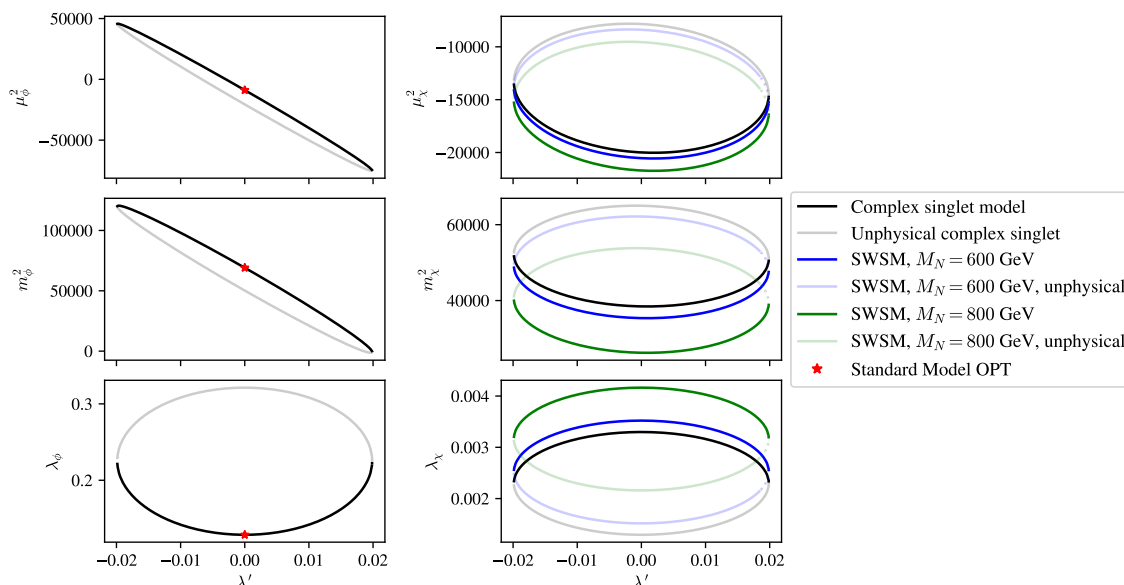 50000
0
−50000
μ²_ϕ
−10000
−15000
−20000
μ²_χ
100000
50000
0
m²_ϕ
60000
40000
m²_χ
0.3
0.2
λ_ϕ
−0.02 −0.01 0.00 0.01 0.02
λ′
0.004
0.003
0.002
λ_χ
−0.02 −0.01 0.00 0.01 0.02
λ′
Complex singlet model
Unphysical complex singlet
SWSM, M_N = 600 GeV
SWSM, M_N = 600 GeV, unphysical
SWSM, M_N = 800 GeV
SWSM, M_N = 800 GeV, unphysical
Standard Model OPT